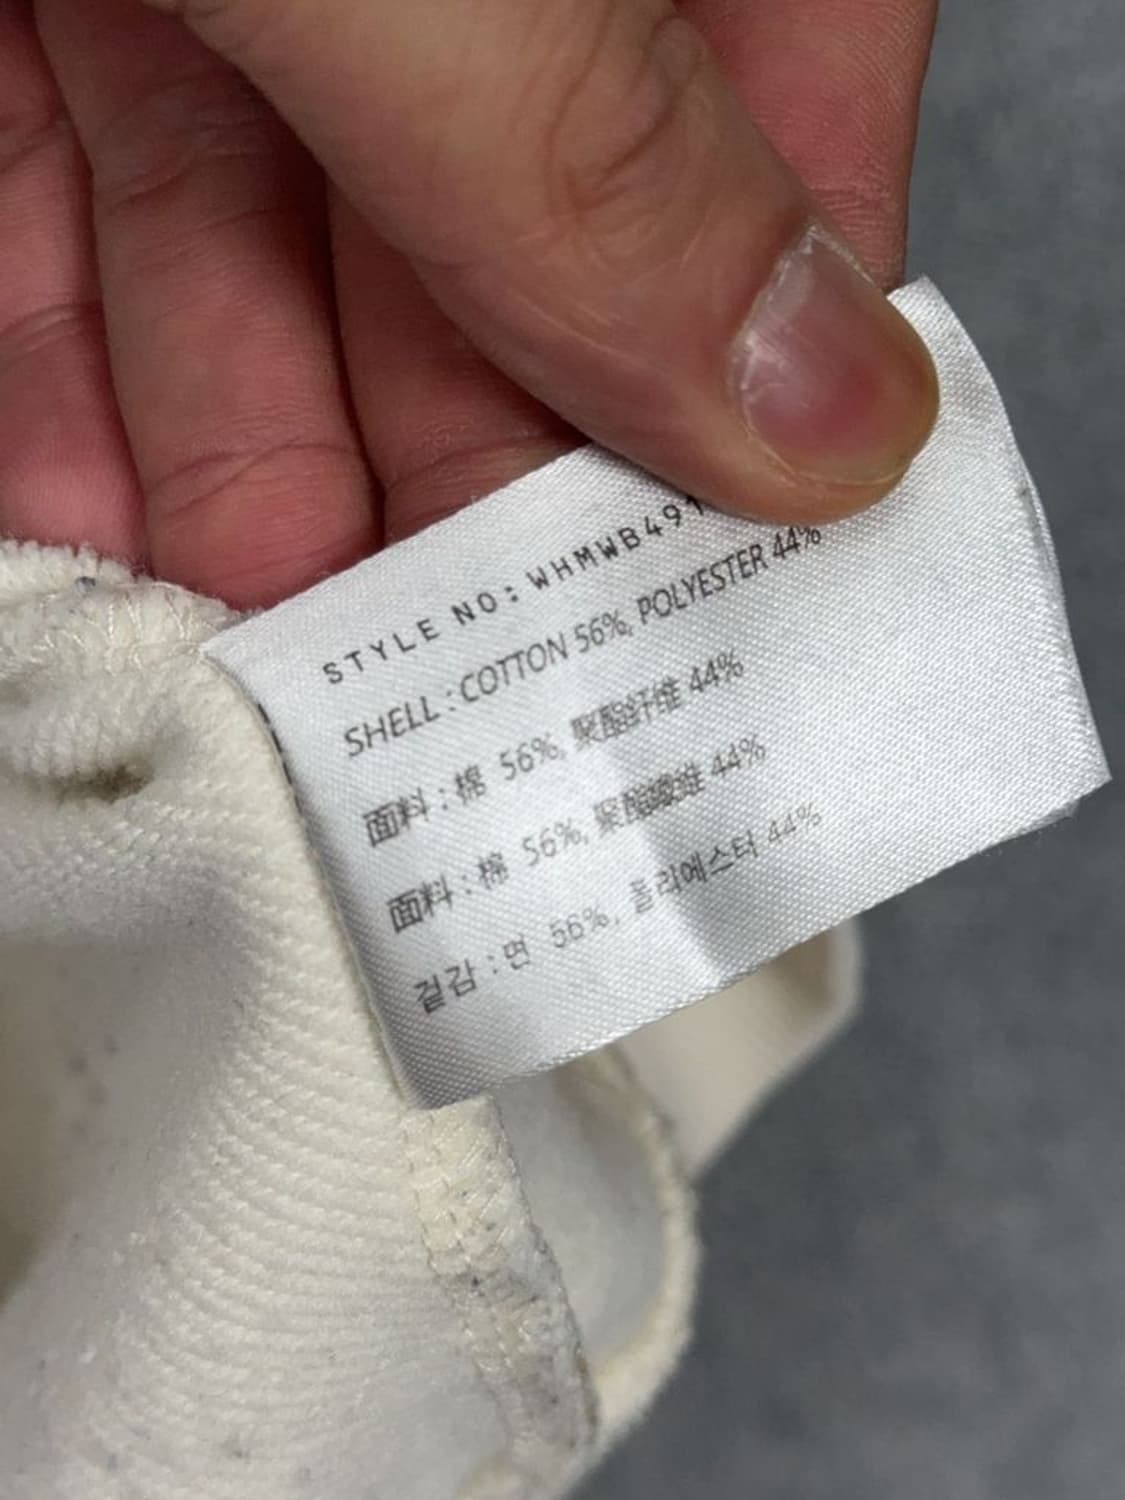 STYLE NO: WHMWB491
SHELL : COTTON 56%, POLYESTER 44%
面料 : 棉 56%, 聚酯纤维 44%
面料 : 棉 56%, 聚酯纖維 44%
겉감 : 면 56%, 폴리에스터 44%